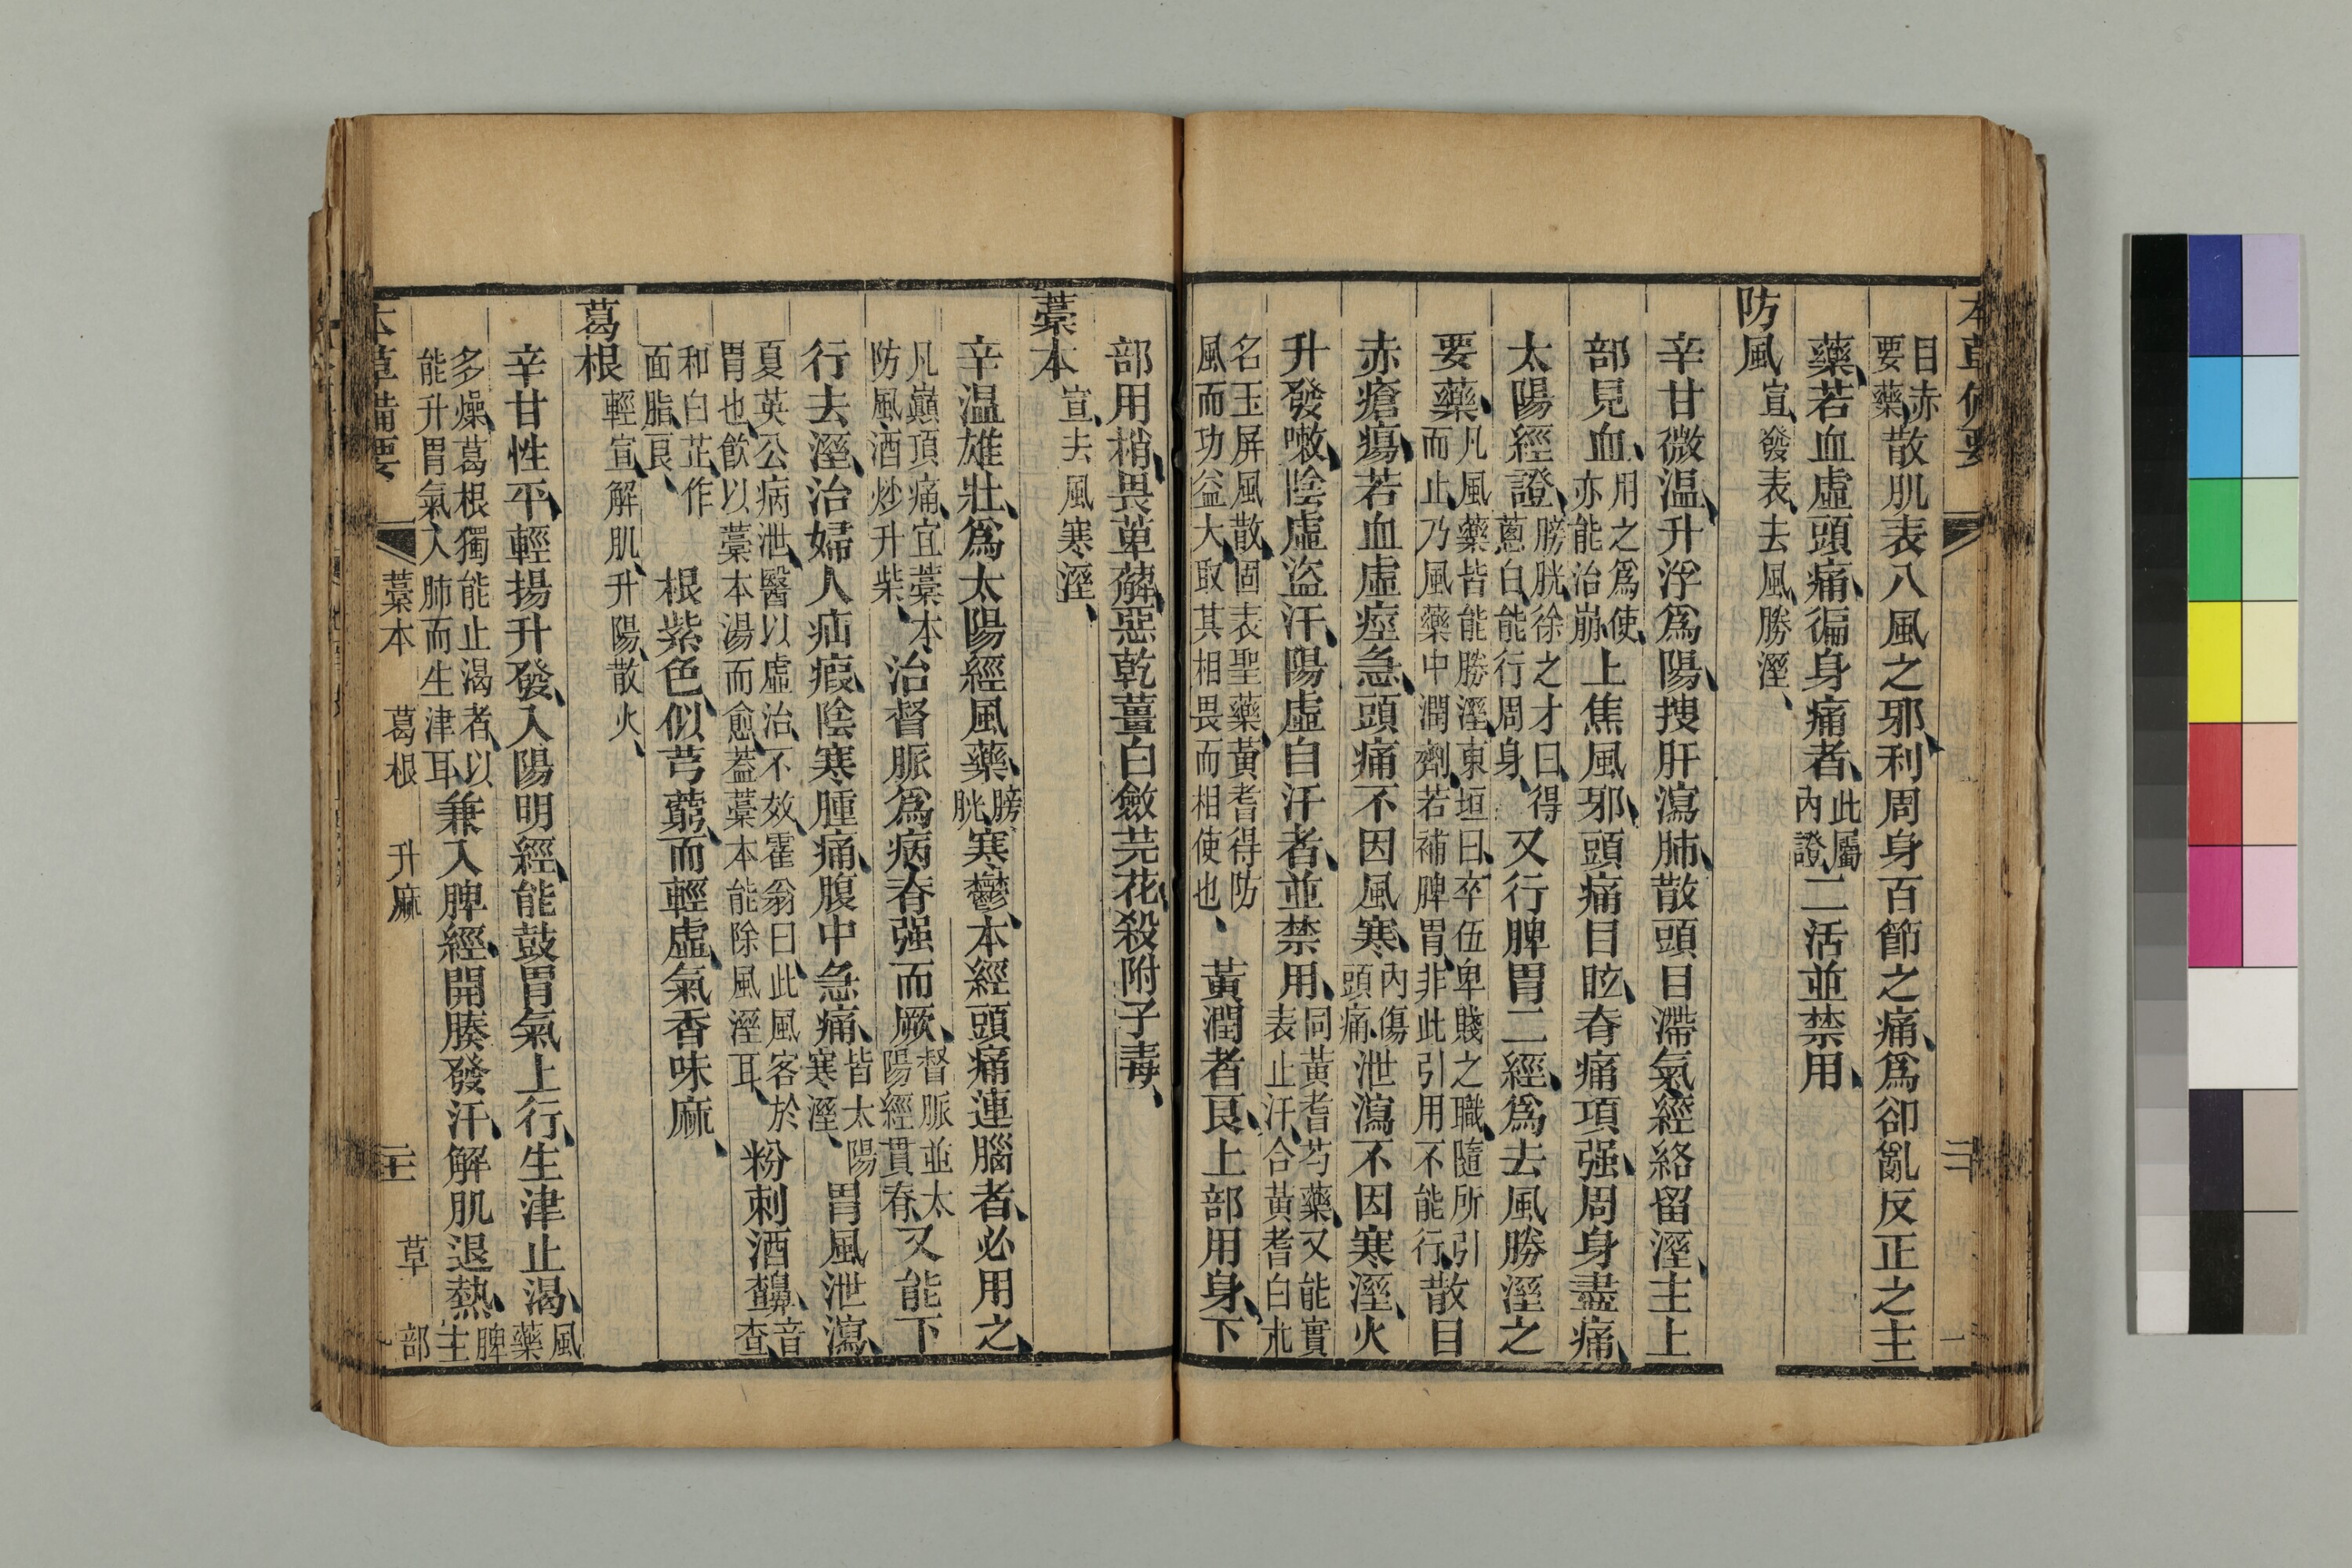 目赤要藥、散肌表八風之邪、利周身百節之痛、爲卻亂反正之主
藥、若血虛頭痛、徧身痛者、此屬內證、二活並禁用、
防風 宣、發表、去風、勝溼、
辛甘微溫、升浮爲陽、搜肝瀉肺、散頭目滯氣、經絡留溼、主上
部見血、用之爲使、亦能治崩、上焦風邪、頭痛目眩、脊痛項强、周身盡痛、
太陽經證、膀胱、徐之才曰、得蔥白、能行周身、又行脾胃二經、爲去風勝溼之
要藥、凡風藥皆能勝溼、東垣曰、卒伍卑賤之職、隨所引而止、乃風藥中潤劑、若補脾胃、非此引用不能行、散目
赤瘡瘍、若血虛痙急、頭痛不因風寒、內傷頭痛、泄瀉不因寒溼、火
升發嗽、陰虛盜汗、陽虛自汗者、並禁用、同黃耆芍藥、又能實表止汗、合黃耆白朮
名玉屏風散、固表聖藥、黃耆得防風而功益大、取其相畏而相使也、黃潤者良、上部用身、下
部用梢、畏萆薢、惡乾薑白斂芫花、殺附子毒、
藁本 宣、去風寒溼、
辛温雄壯、爲太陽經風藥、膀胱、寒鬱、本經頭痛連腦者、必用之、
凡巔頂痛、宜藁本、防風、酒炒升柴、治督脈爲病、脊强而厥、督脈並太陽經貫脊、又能下
行去溼、治婦人疝瘕、陰寒腫痛、腹中急痛、皆太陽寒溼、胃風泄瀉、
夏英公病泄、醫以虛治、不效、霍翁曰、此風客於胃也、飲以藁本湯而愈、蓋藁本能除風溼耳、粉刺酒齇、音查、
和白芷作面脂良、根紫色、似芎藭而輕虛、氣香味麻、
葛根 輕宣、解肌、升陽、散火、
辛甘性平、輕揚升發、入陽明經、能鼓胃氣上行、生津止渴、風藥
多燥、葛根獨能止渴者、以能升胃氣入肺而生津耳、兼入脾經、開腠發汗、解肌退熱、脾主
本草備要 藁本 葛根 升麻 草部